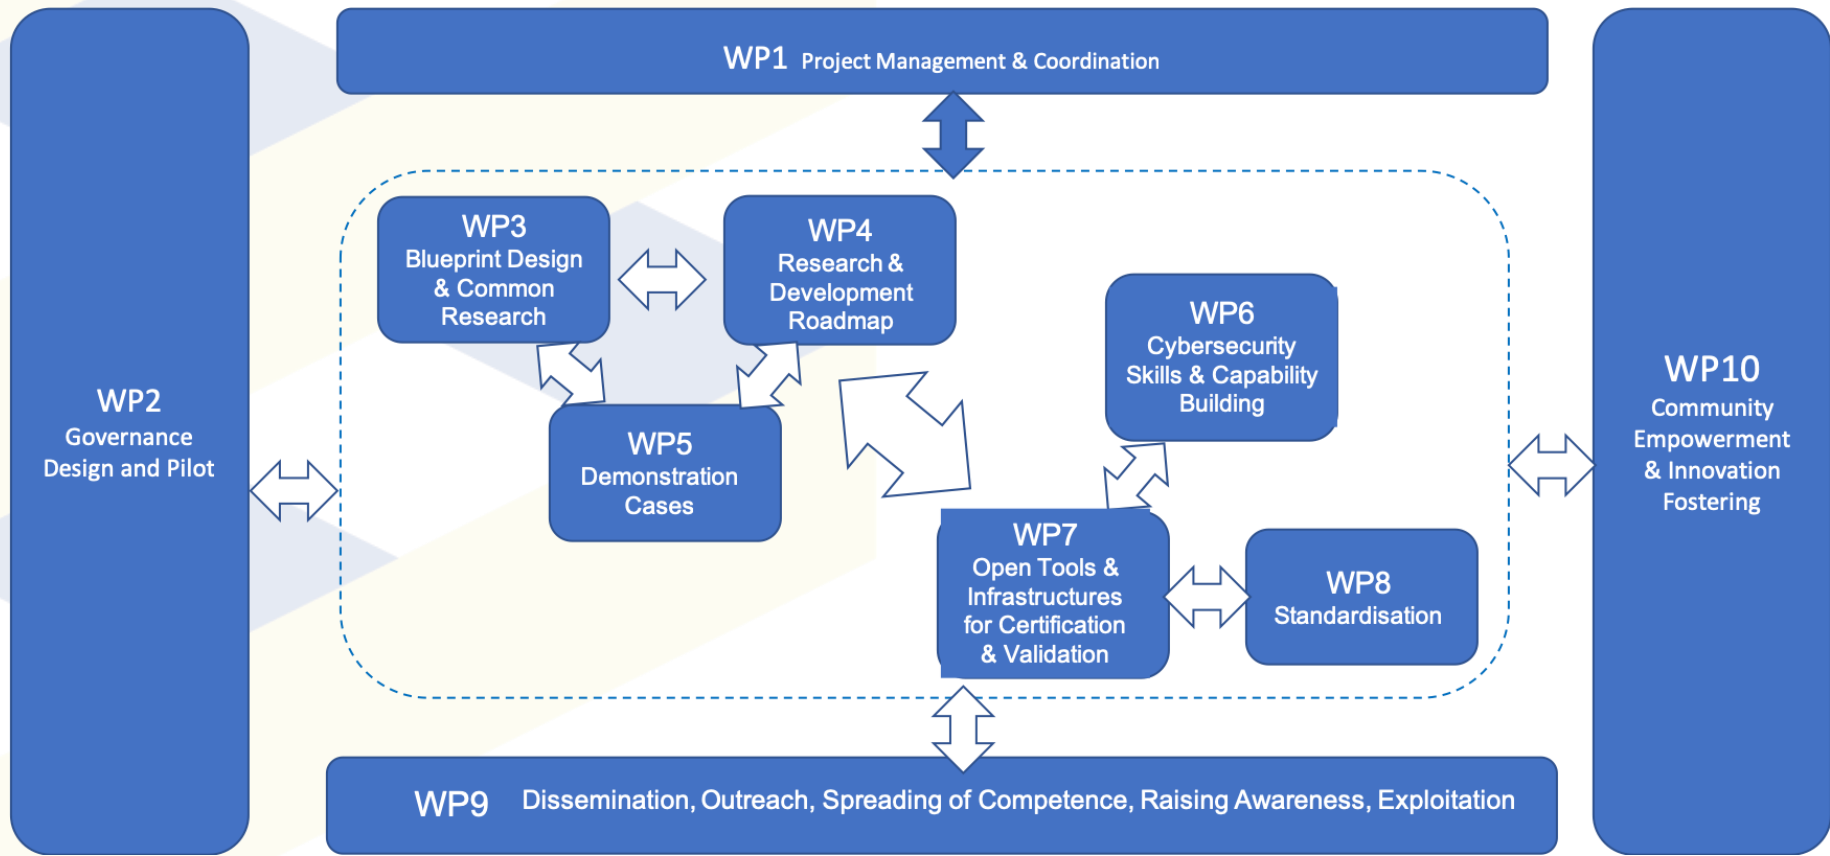 WP1 Project Management & Coordination
WP2
Governance
Design and Pilot
WP3
Blueprint Design
& Common
Research
WP4
Research &
Development
Roadmap
WP5
Demonstration
Cases
WP6
Cybersecurity
Skills & Capability
Building
WP7
Open Tools &
Infrastructures
for Certification
& Validation
WP8
Standardisation
WP10
Community
Empowerment
& Innovation
Fostering
WP9 Dissemination, Outreach, Spreading of Competence, Raising Awareness, Exploitation